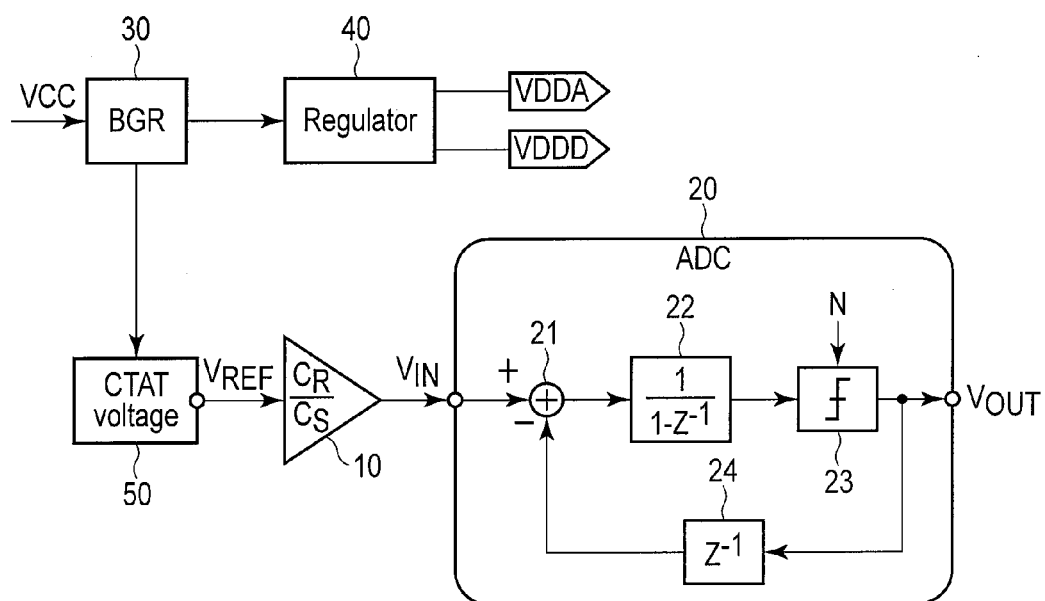 30
40
VCC
BGR
Regulator
VDDA
VDDD
20
ADC
N
22
21
CTAT
voltage
VREF
CR
CS
VIN
+
+
−
1
1-Z-1
VOUT
10
23
50
24
Z-1